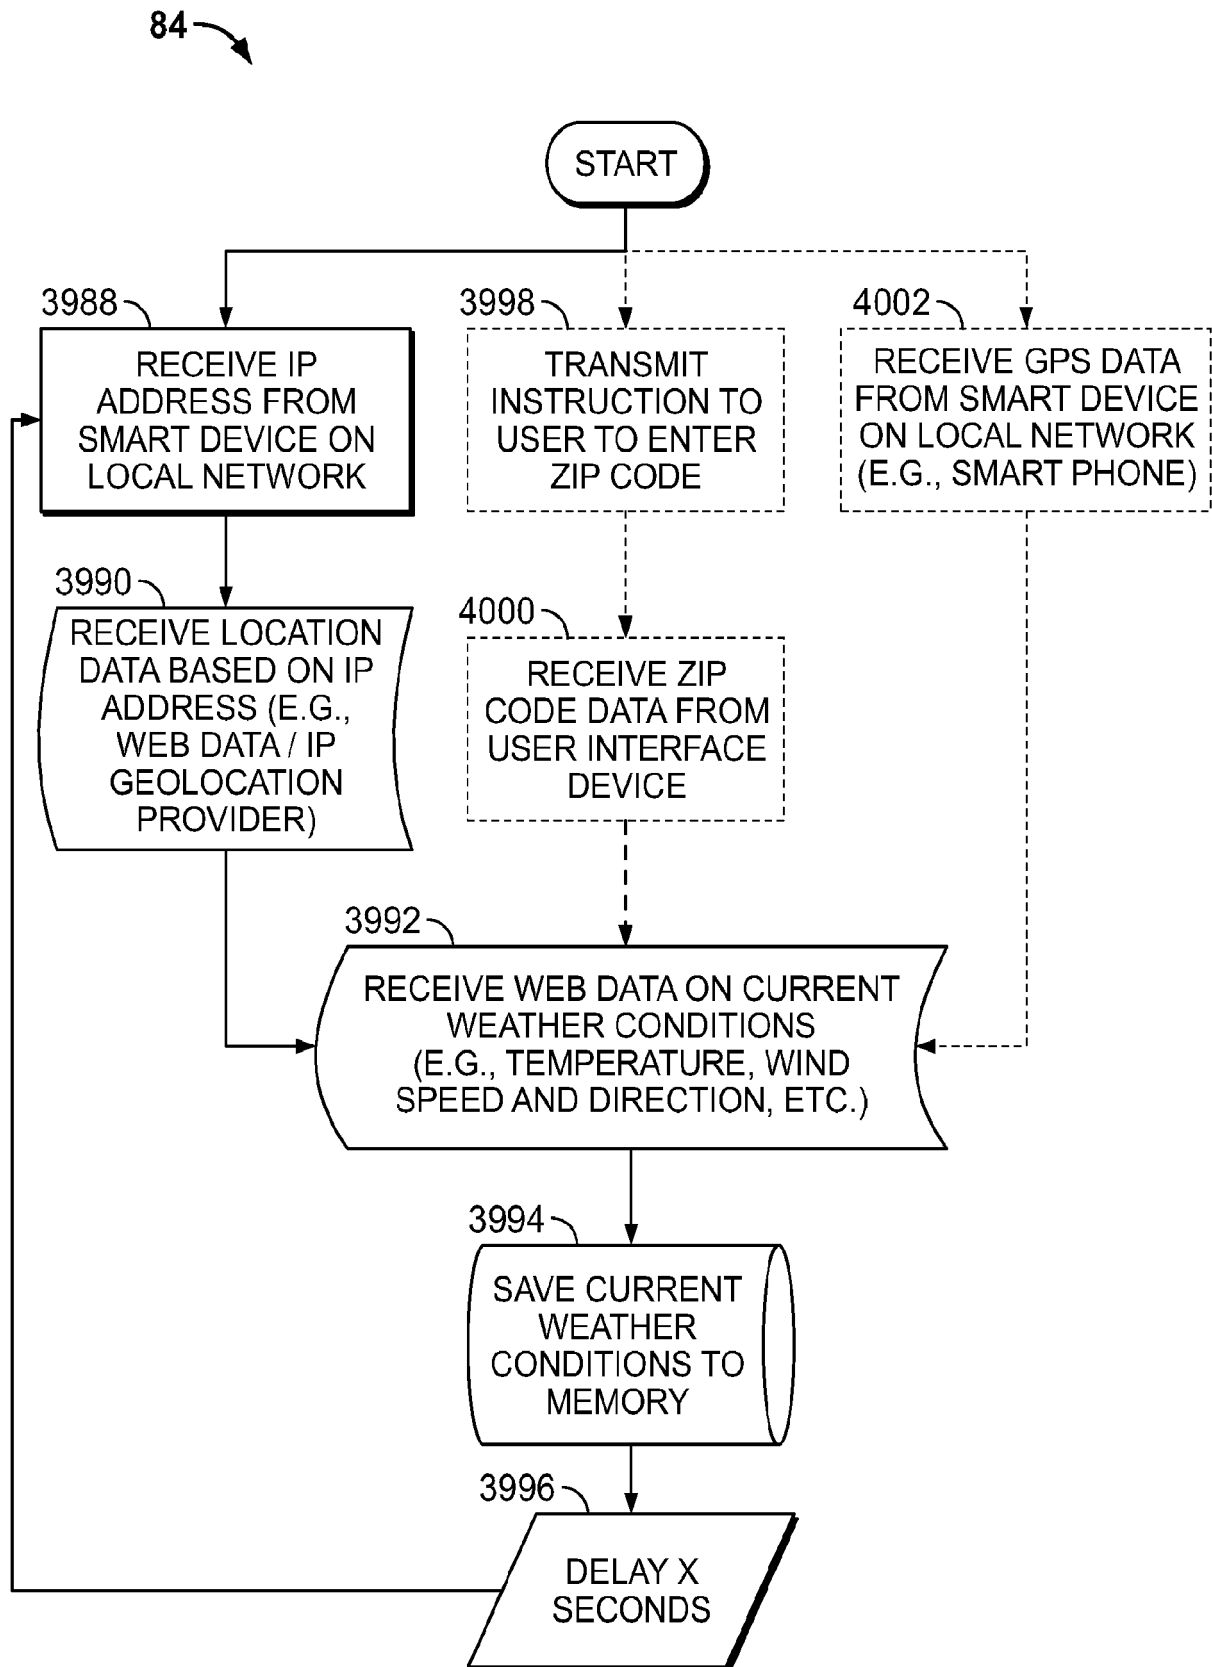 84
START
3988
RECEIVE IP
ADDRESS FROM
SMART DEVICE ON
LOCAL NETWORK
3998
TRANSMIT
INSTRUCTION TO
USER TO ENTER
ZIP CODE
4002
RECEIVE GPS DATA
FROM SMART DEVICE
ON LOCAL NETWORK
(E.G., SMART PHONE)
3990
RECEIVE LOCATION
DATA BASED ON IP
ADDRESS (E.G.,
WEB DATA / IP
GEOLOCATION
PROVIDER)
4000
RECEIVE ZIP
CODE DATA FROM
USER INTERFACE
DEVICE
3992
RECEIVE WEB DATA ON CURRENT
WEATHER CONDITIONS
(E.G., TEMPERATURE, WIND
SPEED AND DIRECTION, ETC.)
3994
SAVE CURRENT
WEATHER
CONDITIONS TO
MEMORY
3996
DELAY X
SECONDS